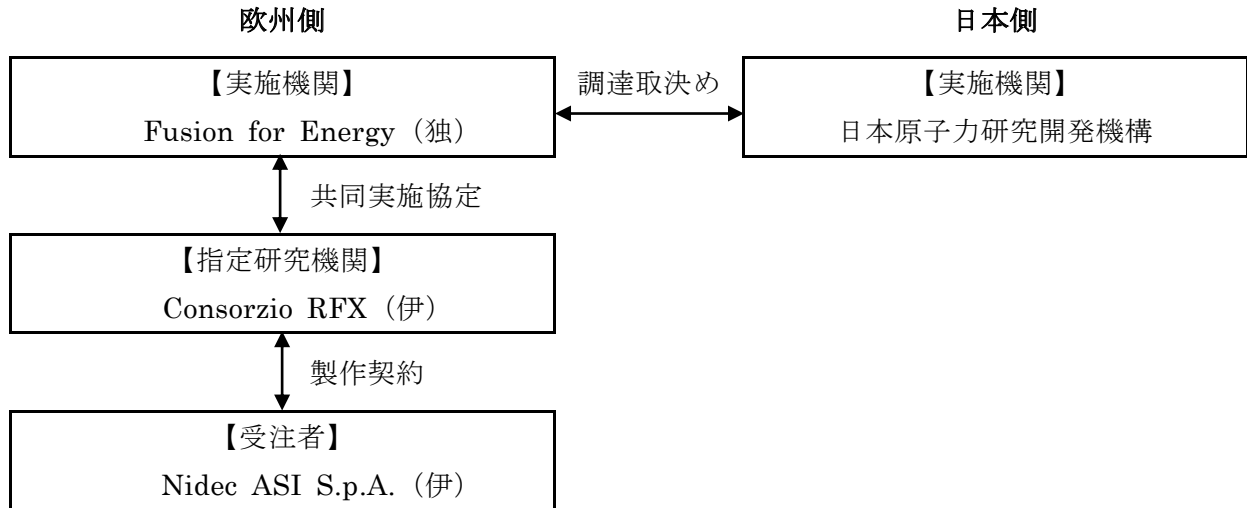 欧州側
日本側
【実施機関】
Fusion for Energy（独）
調達取決め
【実施機関】
日本原子力研究開発機構
共同実施協定
【指定研究機関】
Consorzio RFX（伊）
製作契約
【受注者】
Nidec ASI S.p.A.（伊）